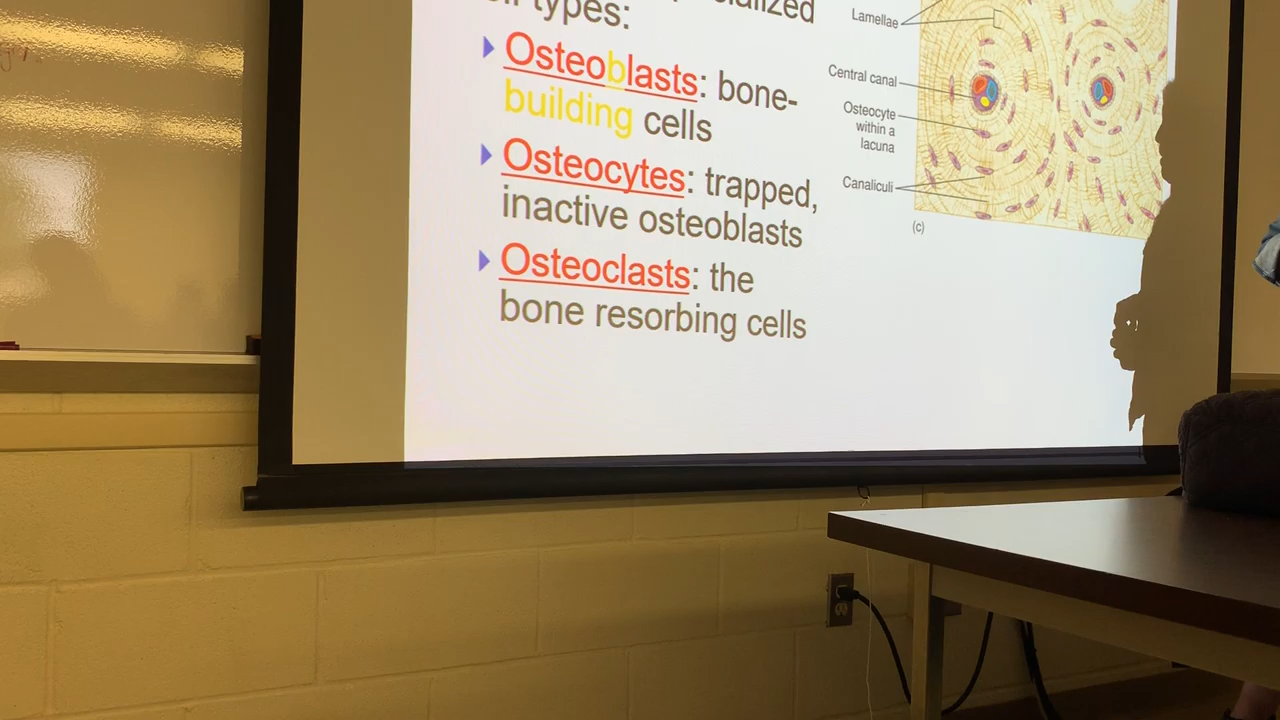 types:
Osteoblasts: bone-
building cells
Osteocytes: trapped,
inactive osteoblasts
Osteoclasts: the
bone resorbing cells
Lamellae
Central canal
Osteocyte
within a
lacuna
Canaliculi
(c)